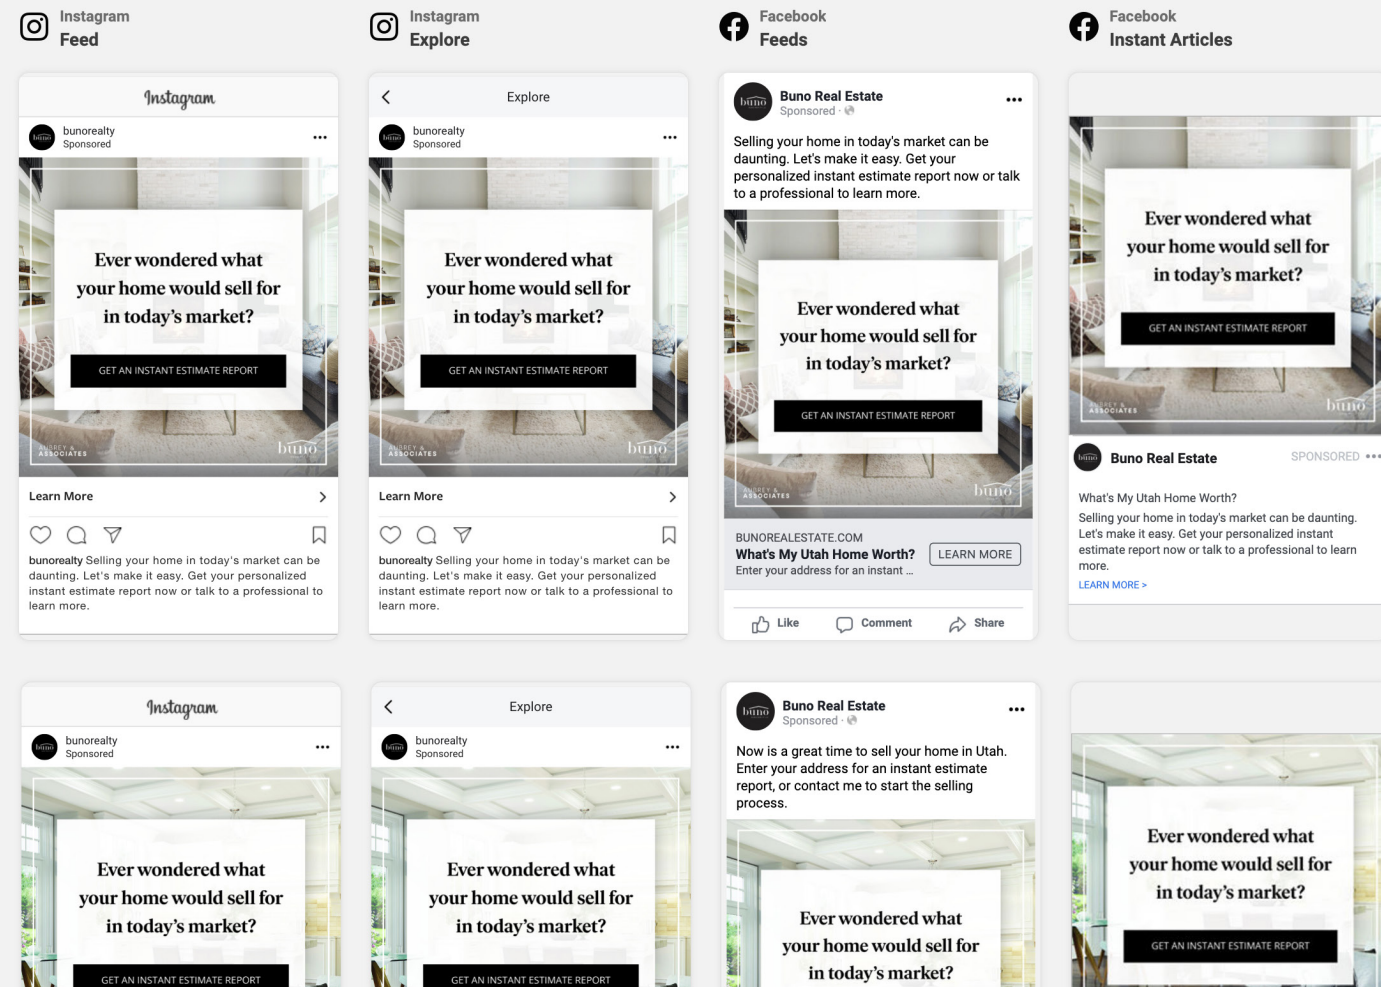 Instagram
Feed
Instagram
Explore
Facebook
Feeds
Facebook
Instant Articles
Instagram
buno
bunorealty
Sponsored
Ever wondered what
your home would sell for
in today's market?
GET AN INSTANT ESTIMATE REPORT
AUBREY &
ASSOCIATES
buno
Learn More
bunorealty Selling your home in today's market can be
daunting. Let's make it easy. Get your personalized
instant estimate report now or talk to a professional to
learn more.
Explore
buno
bunorealty
Sponsored
Ever wondered what
your home would sell for
in today's market?
GET AN INSTANT ESTIMATE REPORT
AUBREY &
ASSOCIATES
buno
Learn More
bunorealty Selling your home in today's market can be
daunting. Let's make it easy. Get your personalized
instant estimate report now or talk to a professional to
learn more.
buno
Buno Real Estate
Sponsored ·
Selling your home in today's market can be
daunting. Let's make it easy. Get your
personalized instant estimate report now or talk
to a professional to learn more.
Ever wondered what
your home would sell for
in today's market?
GET AN INSTANT ESTIMATE REPORT
AUBREY &
ASSOCIATES
buno
BUNOREALESTATE.COM
What's My Utah Home Worth?
Enter your address for an instant ...
LEARN MORE
Like
Comment
Share
Ever wondered what
your home would sell for
in today's market?
GET AN INSTANT ESTIMATE REPORT
AUBREY &
ASSOCIATES
buno
buno
Buno Real Estate
SPONSORED
What's My Utah Home Worth?
Selling your home in today's market can be daunting.
Let's make it easy. Get your personalized instant
estimate report now or talk to a professional to learn
more.
LEARN MORE >
Instagram
buno
bunorealty
Sponsored
Ever wondered what
your home would sell for
in today's market?
GET AN INSTANT ESTIMATE REPORT
Explore
buno
bunorealty
Sponsored
Ever wondered what
your home would sell for
in today's market?
GET AN INSTANT ESTIMATE REPORT
buno
Buno Real Estate
Sponsored ·
Now is a great time to sell your home in Utah.
Enter your address for an instant estimate
report, or contact me to start the selling
process.
Ever wondered what
your home would sell for
in today's market?
Ever wondered what
your home would sell for
in today's market?
GET AN INSTANT ESTIMATE REPORT